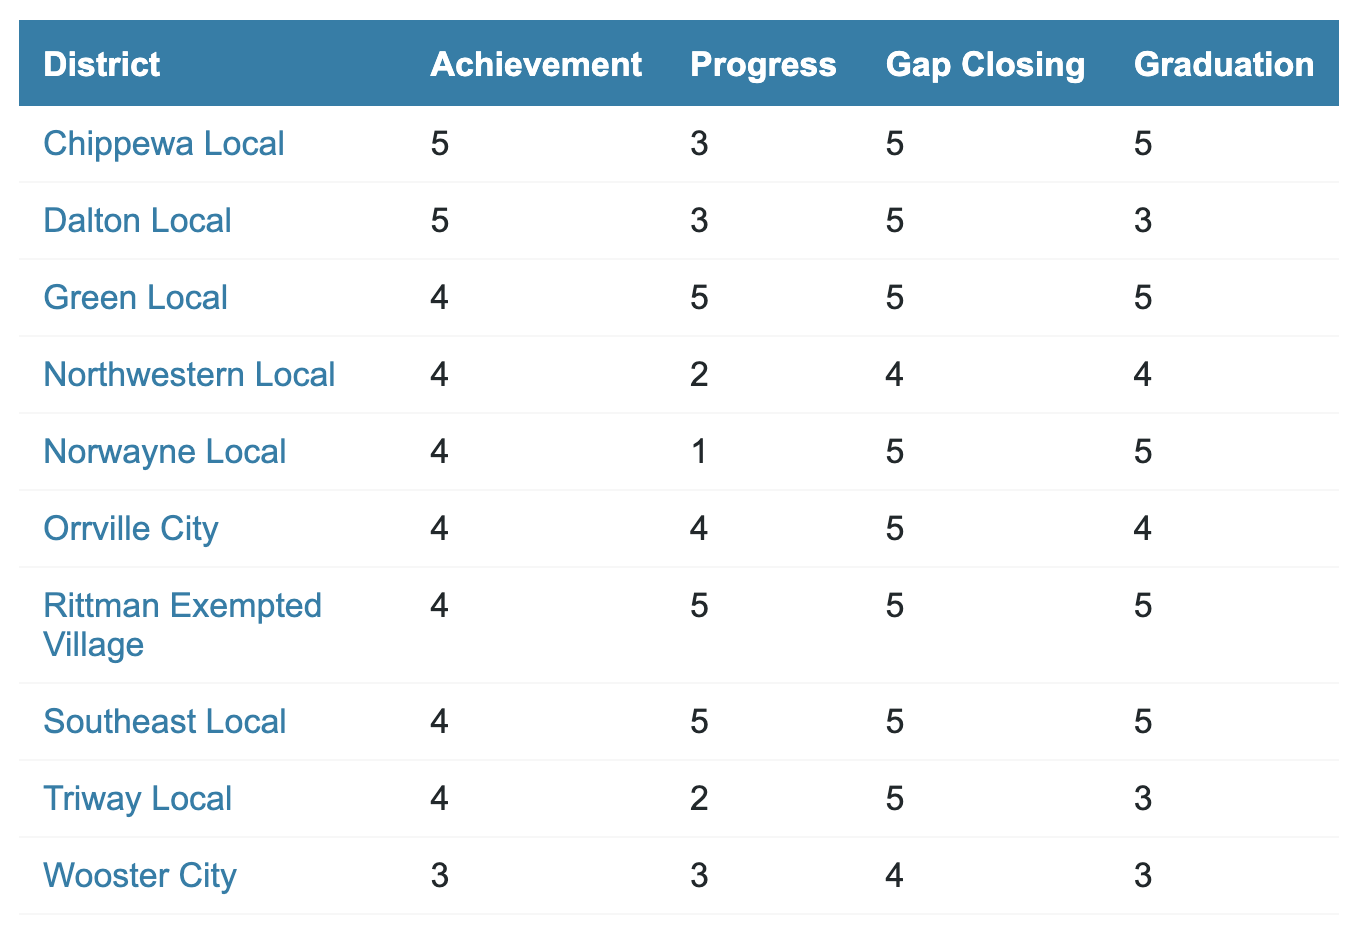 District Achievement Progress Gap Closing Graduation
Chippewa Local 5 3 5 5
Dalton Local 5 3 5 3
Green Local 4 5 5 5
Northwestern Local 4 2 4 4
Norwayne Local 4 1 5 5
Orrville City 4 4 5 4
Rittman Exempted 4 5 5 5
Village
Southeast Local 4 5 5 5
Triway Local 4 2 5 3
Wooster City 3 3 4 3